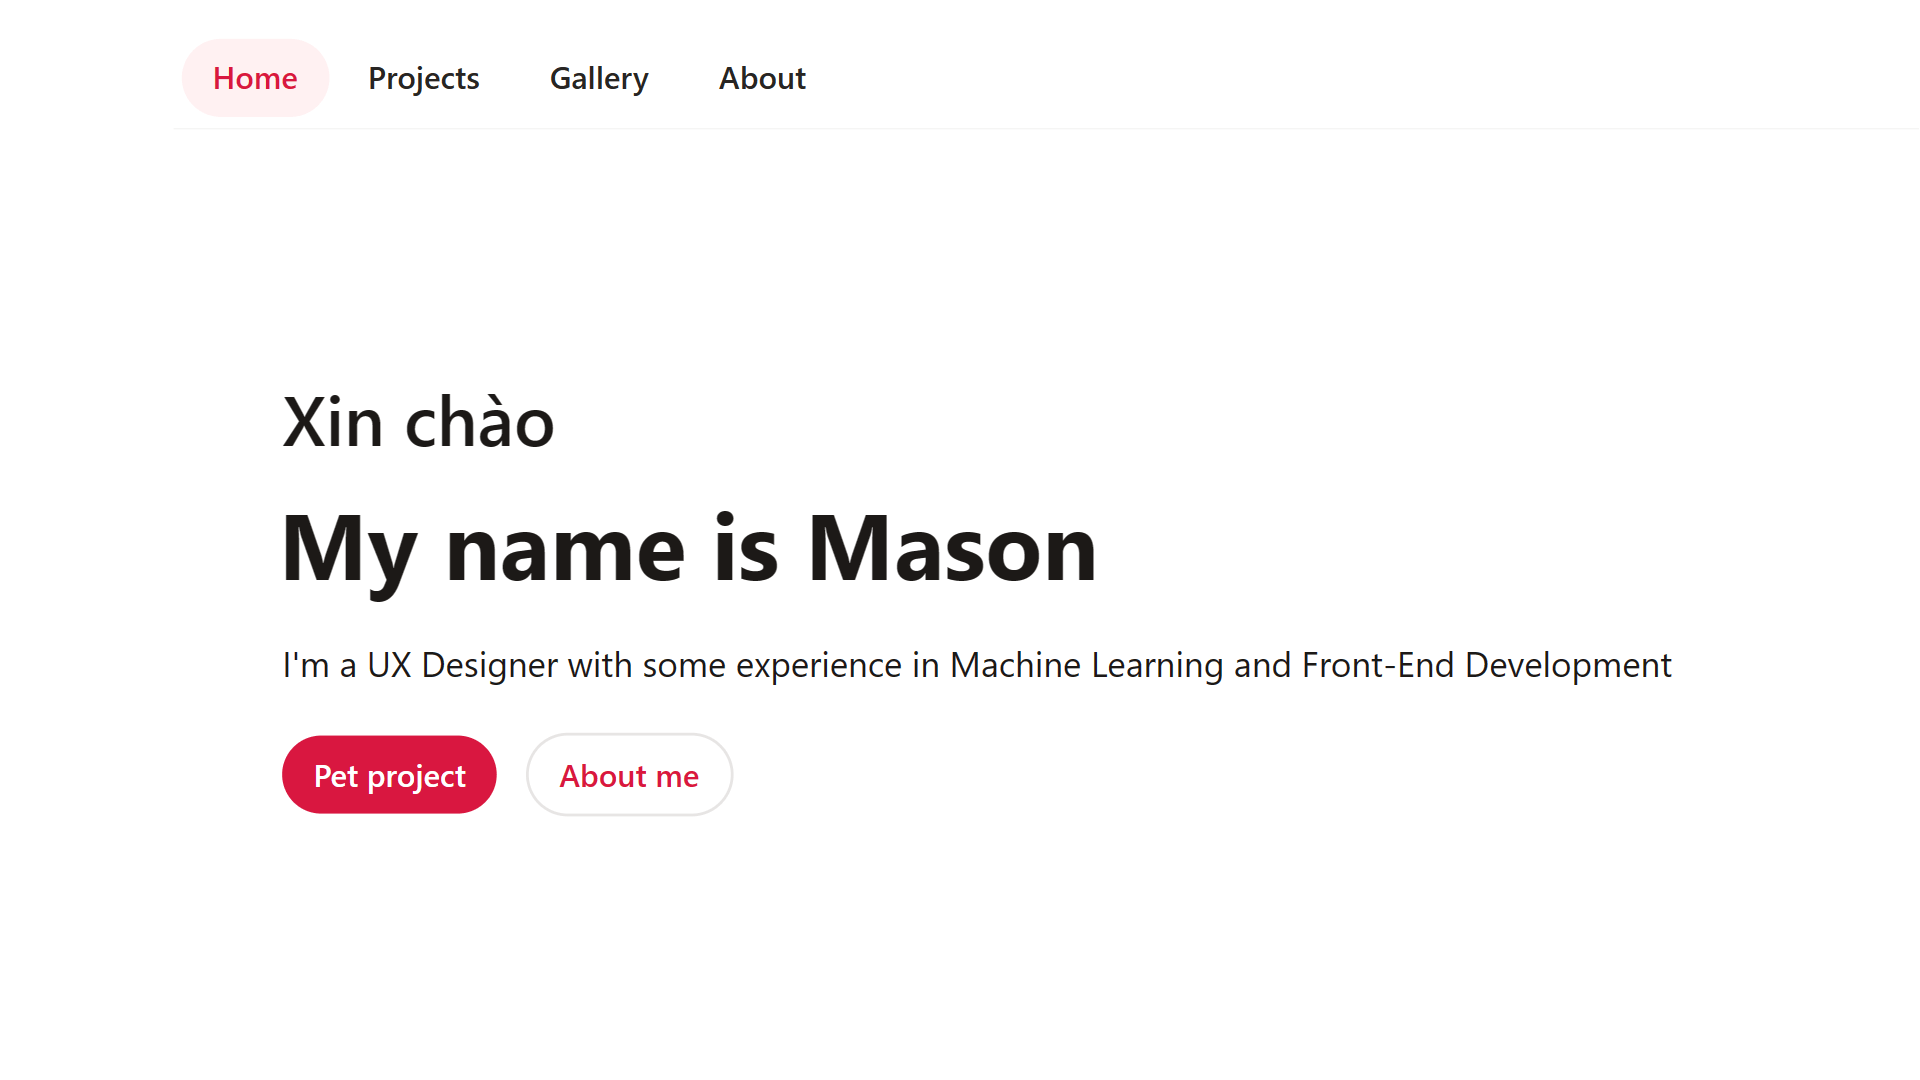 Home Projects Gallery About
Xin chào
My name is Mason
I'm a UX Designer with some experience in Machine Learning and Front-End Development
Pet project About me